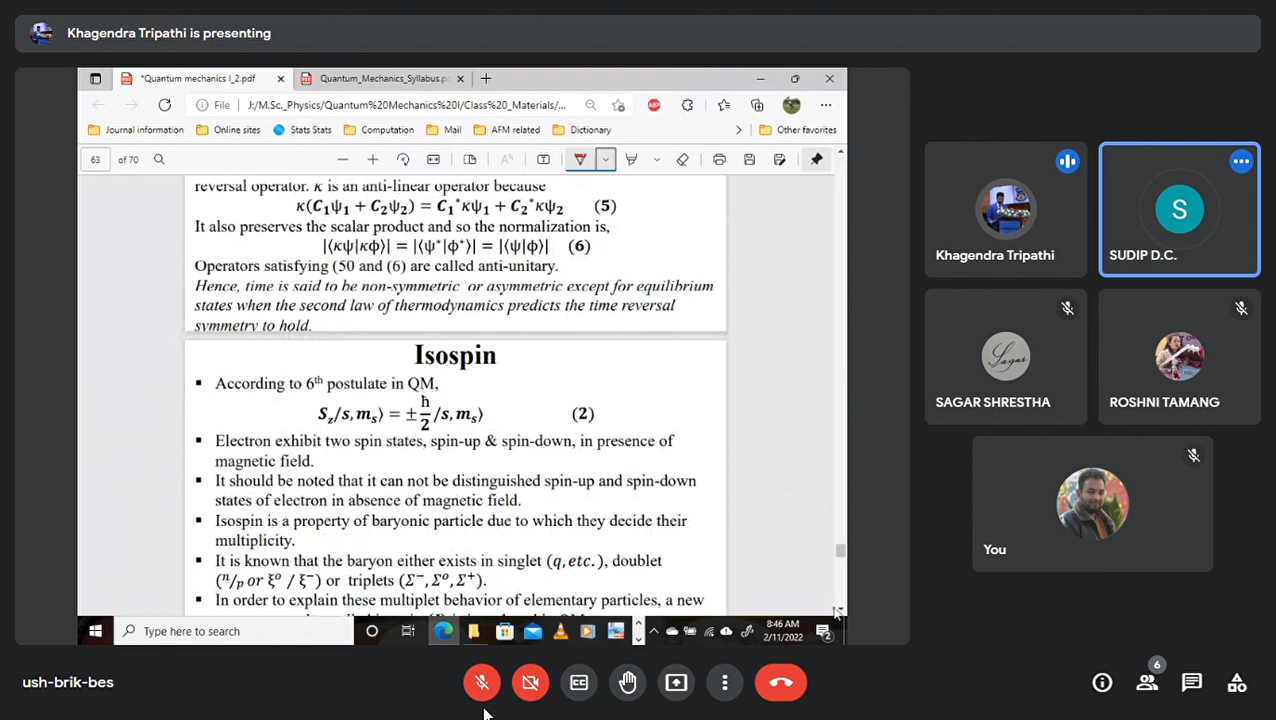 Khagendra Tripathi is presenting
*Quantum mechanics I_2.pdf
Quantum_Mechanics_Syllabus.p
File
J:/M.Sc._Physics/Quantum%20Mechanics%20I/Class%20_Materials/...
ABP
Journal information
Online sites
Stats Stats
Computation
Mail
AFM related
Dictionary
Other favorites
63 of 70
reversal operator. κ is an anti-linear operator because
κ(C₁ψ₁ + C₂ψ₂) = C₁*κψ₁ + C₂*κψ₂ (5)
It also preserves the scalar product and so the normalization is,
|⟨κψ|κϕ⟩| = |⟨ψ*|ϕ*⟩| = |⟨ψ|ϕ⟩| (6)
Operators satisfying (50 and (6) are called anti-unitary.
Hence, time is said to be non-symmetric or asymmetric except for equilibrium
states when the second law of thermodynamics predicts the time reversal
symmetry to hold.
Isospin
▪ According to 6th postulate in QM,
S_z/s, m_s⟩ = ± ħ/2 /s, m_s⟩ (2)
▪ Electron exhibit two spin states, spin-up & spin-down, in presence of
magnetic field.
▪ It should be noted that it can not be distinguished spin-up and spin-down
states of electron in absence of magnetic field.
▪ Isospin is a property of baryonic particle due to which they decide their
multiplicity.
▪ It is known that the baryon either exists in singlet (q, etc.), doublet
(n/p or ξ⁰ / ξ⁻) or triplets (Σ⁻, Σ⁰, Σ⁺).
▪ In order to explain these multiplet behavior of elementary particles, a new
Type here to search
8:46 AM
2/11/2022
2
Khagendra Tripathi
S
SUDIP D.C.
Sagar
SAGAR SHRESTHA
ROSHNI TAMANG
You
ush-brik-bes
6